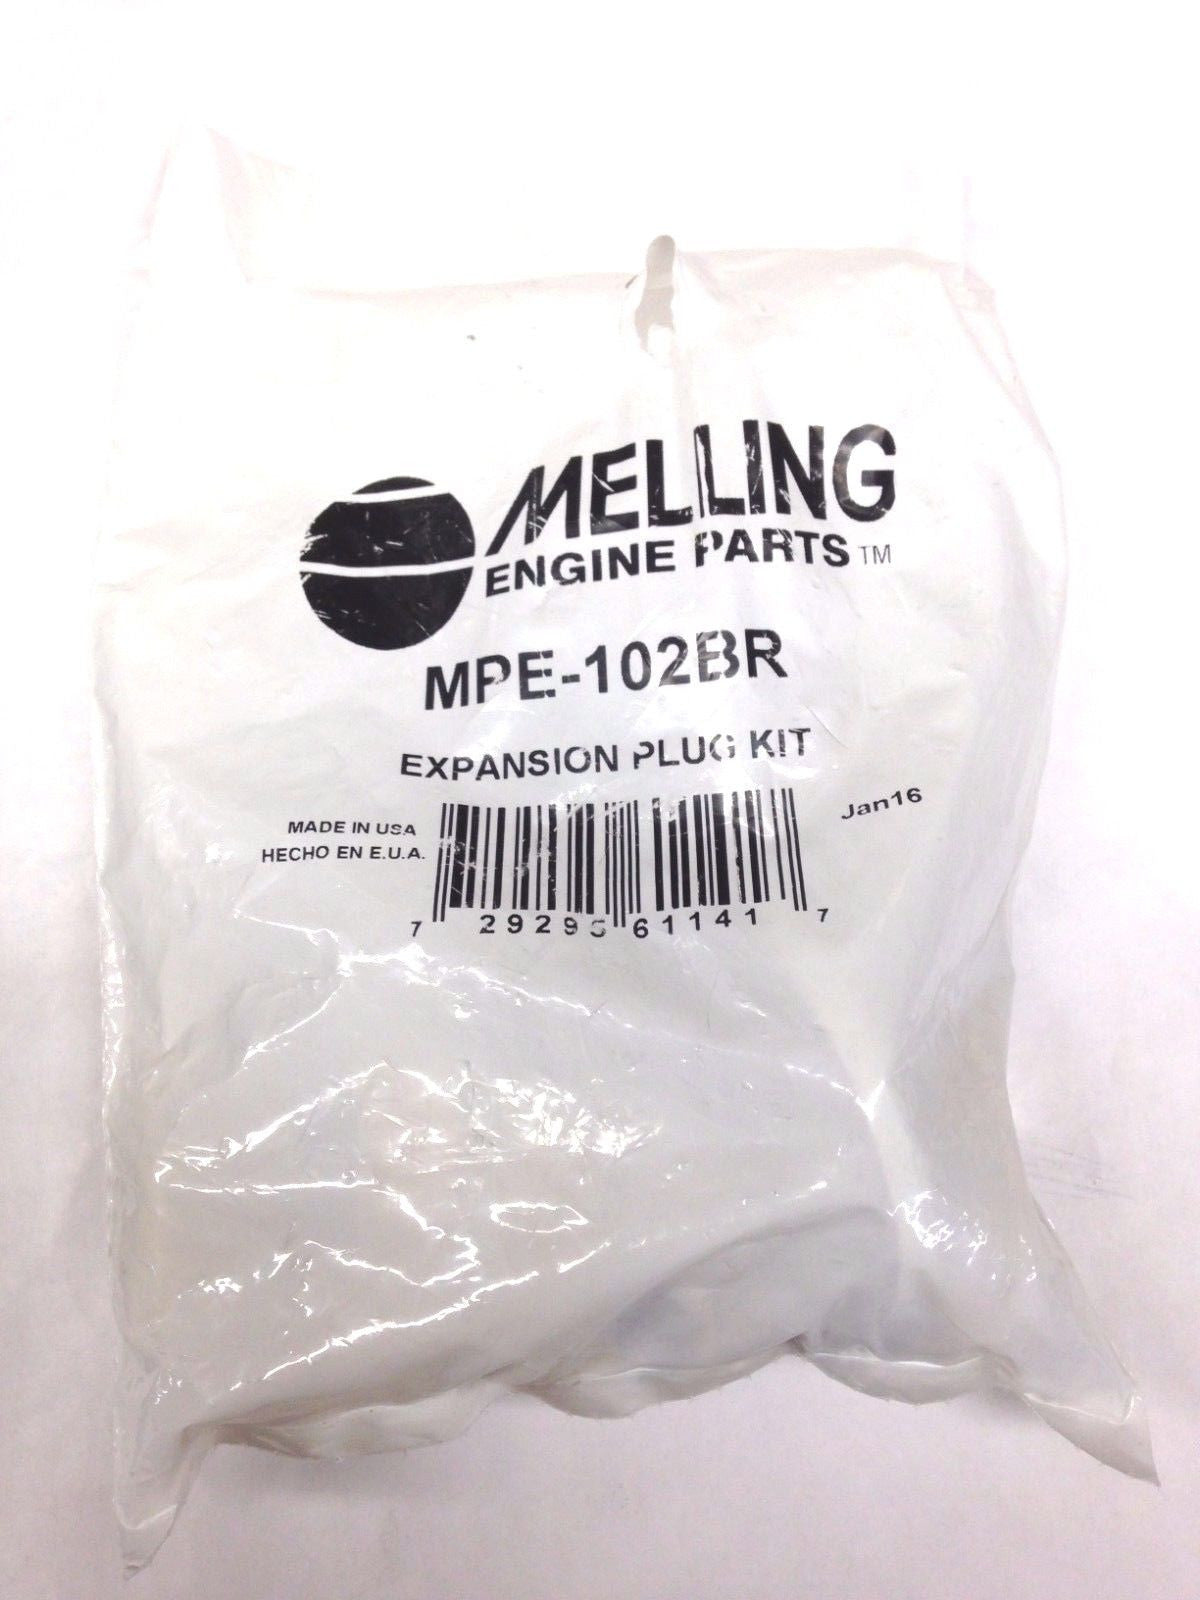 MELLING
ENGINE PARTS TM
MPE-102BR
EXPANSION PLUG KIT
MADE IN USA
HECHO EN E.U.A.
Jan16
7 29295 61141 7